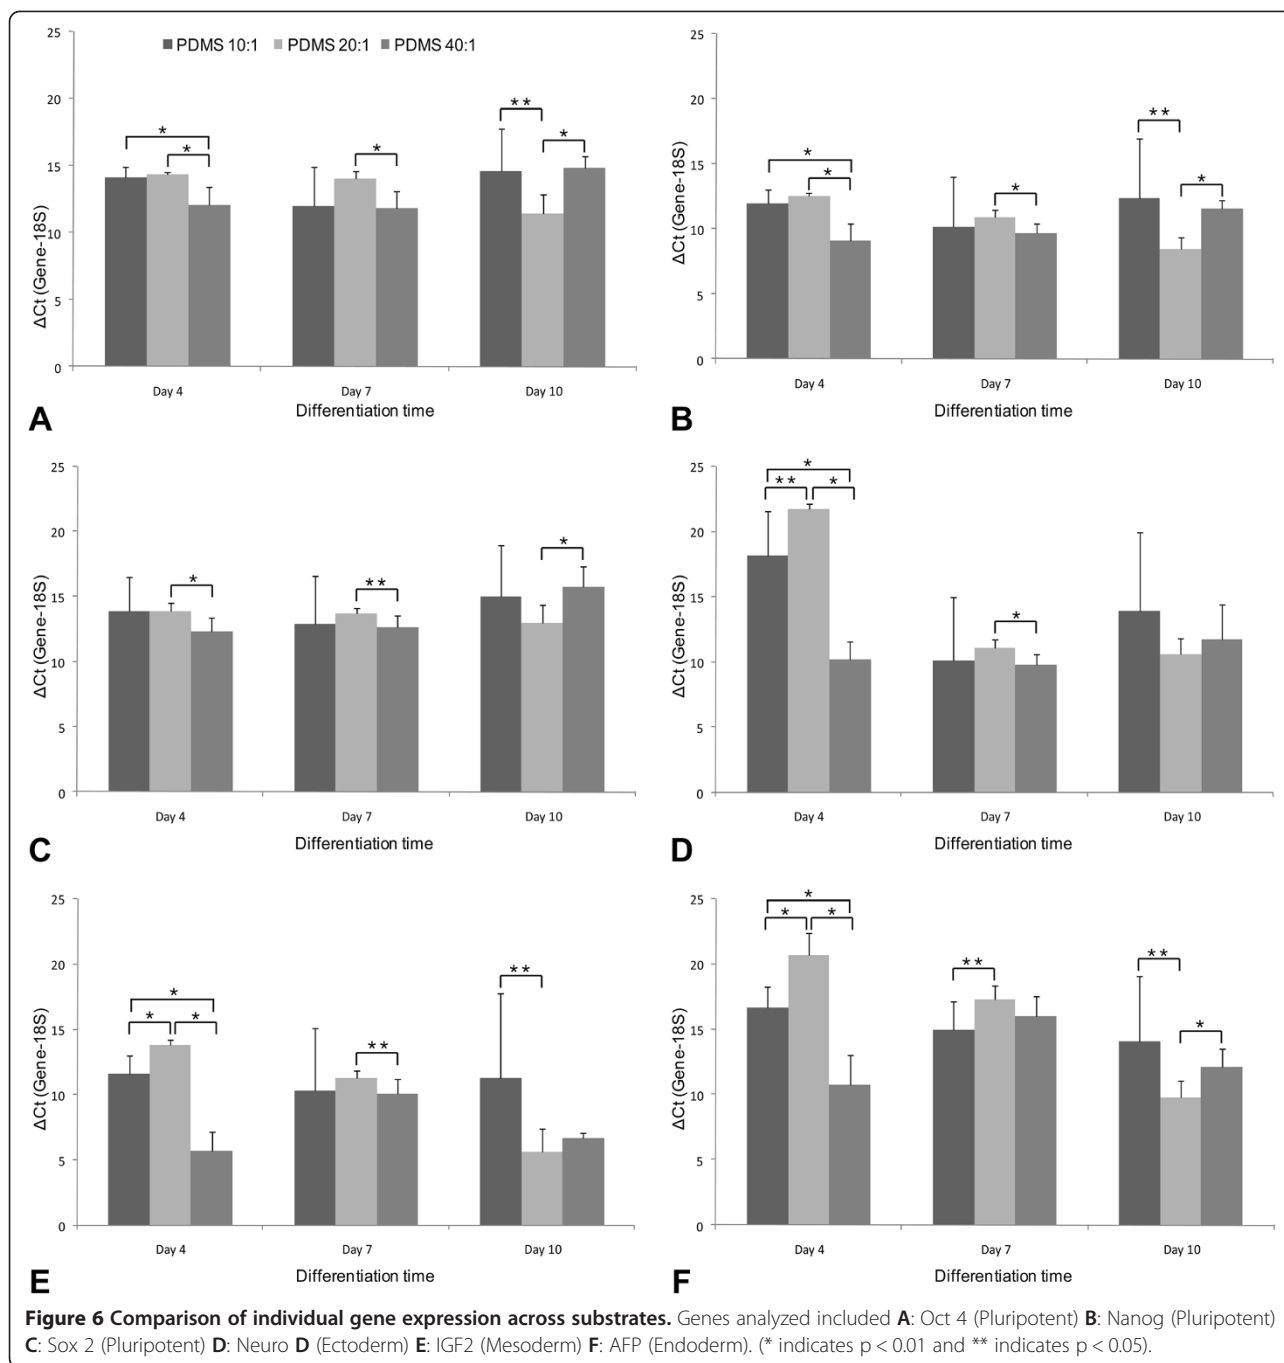 PDMS 10:1 PDMS 20:1 PDMS 40:1
25
20
15
10
5
0
ΔCt (Gene-18S)
* * * ** *
Day 4 Day 7 Day 10
Differentiation time
A
25
20
15
10
5
0
ΔCt (Gene-18S)
* * * ** *
Day 4 Day 7 Day 10
Differentiation time
B
25
20
15
10
5
0
ΔCt (Gene-18S)
* ** *
Day 4 Day 7 Day 10
Differentiation time
C
25
20
15
10
5
0
ΔCt (Gene-18S)
* ** * *
Day 4 Day 7 Day 10
Differentiation time
D
25
20
15
10
5
0
ΔCt (Gene-18S)
* * * ** **
Day 4 Day 7 Day 10
Differentiation time
E
25
20
15
10
5
0
ΔCt (Gene-18S)
* * * ** ** *
Day 4 Day 7 Day 10
Differentiation time
F
Figure 6 Comparison of individual gene expression across substrates. Genes analyzed included A: Oct 4 (Pluripotent) B: Nanog (Pluripotent)
C: Sox 2 (Pluripotent) D: Neuro D (Ectoderm) E: IGF2 (Mesoderm) F: AFP (Endoderm). (* indicates p < 0.01 and ** indicates p < 0.05).